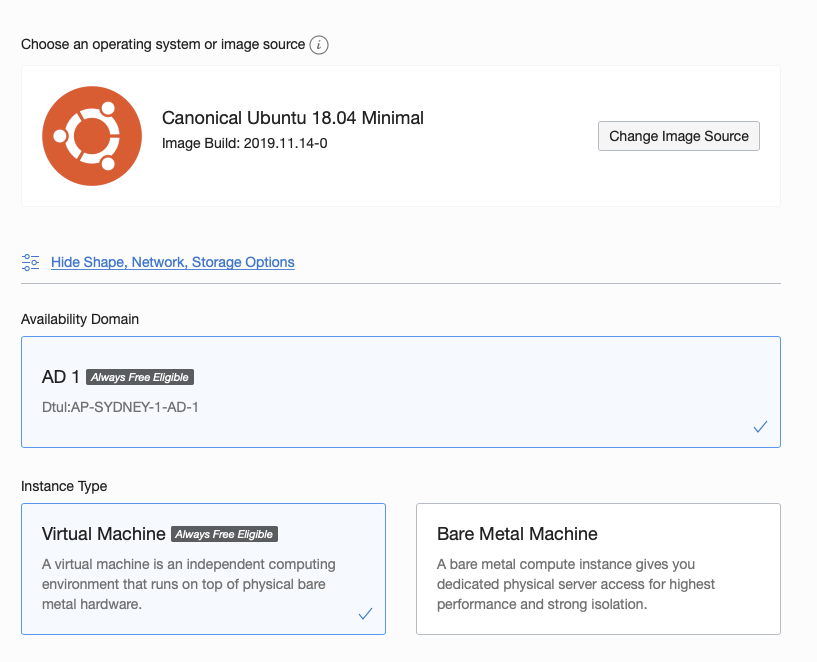 Choose an operating system or image source i
Canonical Ubuntu 18.04 Minimal
Image Build: 2019.11.14-0
Change Image Source
Hide Shape, Network, Storage Options
Availability Domain
AD 1 Always Free Eligible
Dtul:AP-SYDNEY-1-AD-1
Instance Type
Virtual Machine Always Free Eligible
A virtual machine is an independent computing
environment that runs on top of physical bare
metal hardware.
Bare Metal Machine
A bare metal compute instance gives you
dedicated physical server access for highest
performance and strong isolation.